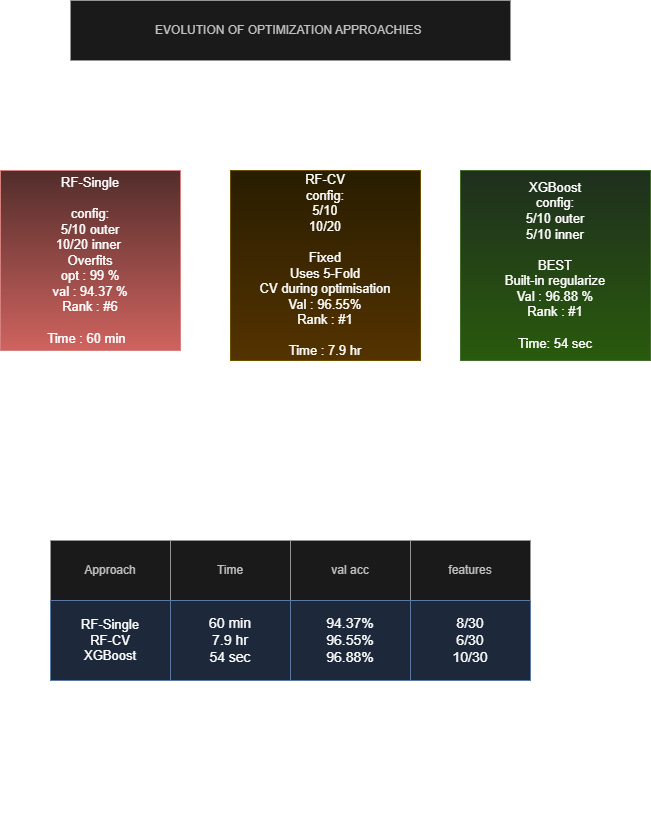 EVOLUTION OF OPTIMIZATION APPROACHIES
RF-Single
config:
5/10 outer
10/20 inner
Overfits
opt : 99 %
val : 94.37 %
Rank : #6
Time : 60 min
RF-CV
config:
5/10
10/20
Fixed
Uses 5-Fold
CV during optimisation
Val : 96.55%
Rank : #1
Time : 7.9 hr
XGBoost
config:
5/10 outer
5/10 inner
BEST
Built-in regularize
Val : 96.88 %
Rank : #1
Time: 54 sec
Approach Time val acc features
RF-Single 60 min 94.37% 8/30
RF-CV 7.9 hr 96.55% 6/30
XGBoost 54 sec 96.88% 10/30